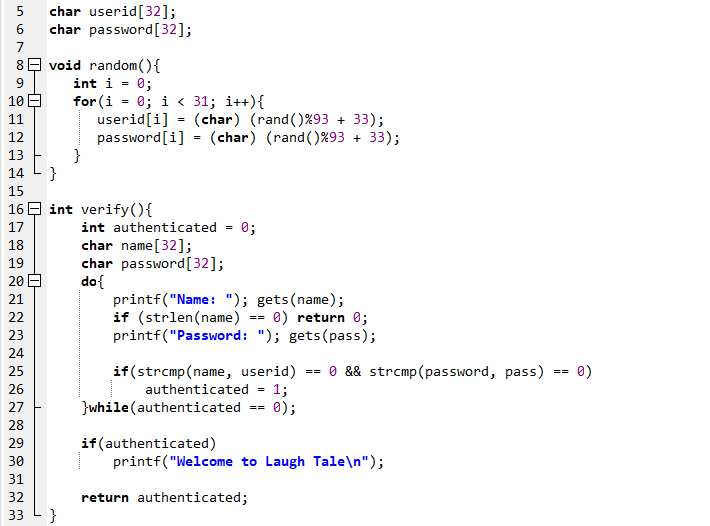 5 char userid[32];
6 char password[32];
7
8 void random(){
9 int i = 0;
10 for(i = 0; i < 31; i++){
11 userid[i] = (char) (rand()%93 + 33);
12 password[i] = (char) (rand()%93 + 33);
13 }
14 }
15
16 int verify(){
17 int authenticated = 0;
18 char name[32];
19 char password[32];
20 do{
21 printf("Name: "); gets(name);
22 if (strlen(name) == 0) return 0;
23 printf("Password: "); gets(pass);
24
25 if(strcmp(name, userid) == 0 && strcmp(password, pass) == 0)
26 authenticated = 1;
27 }while(authenticated == 0);
28
29 if(authenticated)
30 printf("Welcome to Laugh Tale\n");
31
32 return authenticated;
33 }